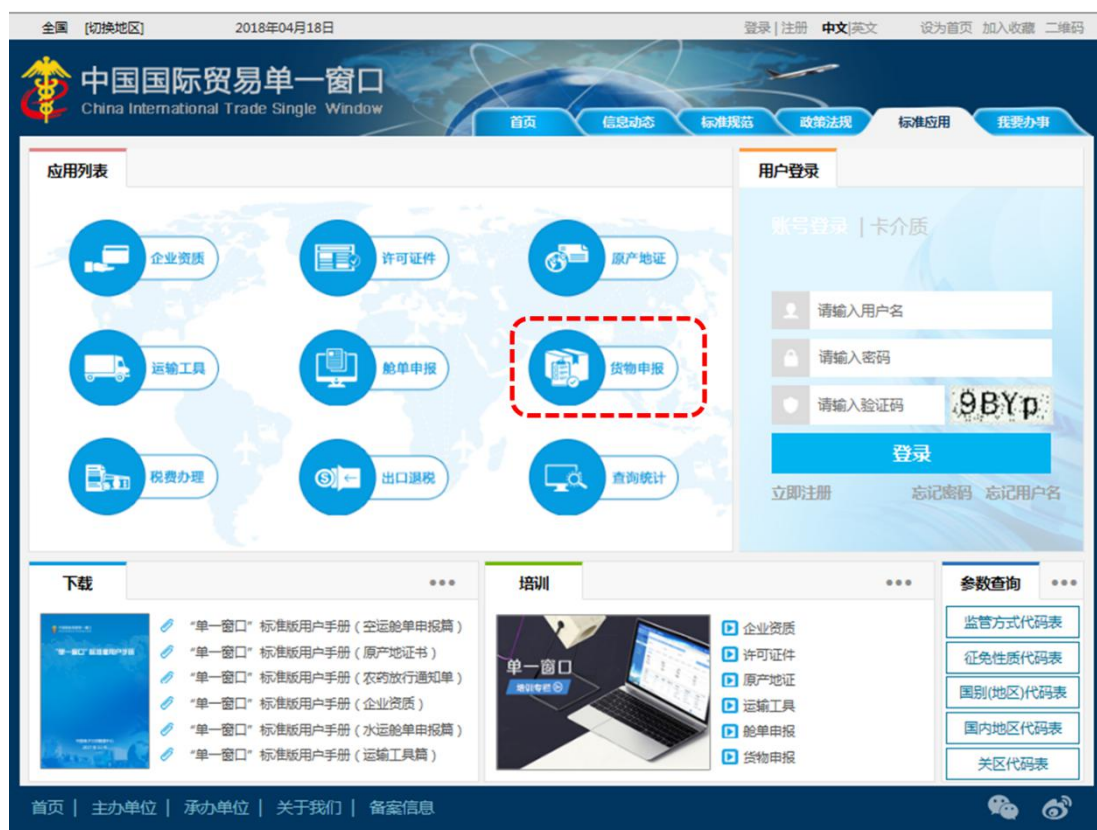 全国 [切换地区] 2018年04月18日 登录 | 注册 中文|英文 设为首页 加入收藏 二维码
中国国际贸易单一窗口
China International Trade Single Window
首页 信息动态 标准规范 政策法规 标准应用 我要办事
应用列表
企业资质 许可证件 原产地证
运输工具 舱单申报 货物申报
税费办理 出口退税 查询统计
用户登录
账号登录 | 卡介质
请输入用户名
请输入密码
请输入验证码 9BYp
登录
立即注册 忘记密码 忘记用户名
下载 •••
“单一窗口”标准版用户手册
“单一窗口”标准版用户手册(空运舱单申报篇)
“单一窗口”标准版用户手册(原产地证书)
“单一窗口”标准版用户手册(农药放行通知单)
“单一窗口”标准版用户手册(企业资质)
“单一窗口”标准版用户手册(水运舱单申报篇)
“单一窗口”标准版用户手册(运输工具篇)
培训 •••
单一窗口
培训专栏
企业资质
许可证件
原产地证
运输工具
舱单申报
货物申报
参数查询 •••
监管方式代码表
征免性质代码表
国别(地区)代码表
国内地区代码表
关区代码表
首页 | 主办单位 | 承办单位 | 关于我们 | 备案信息